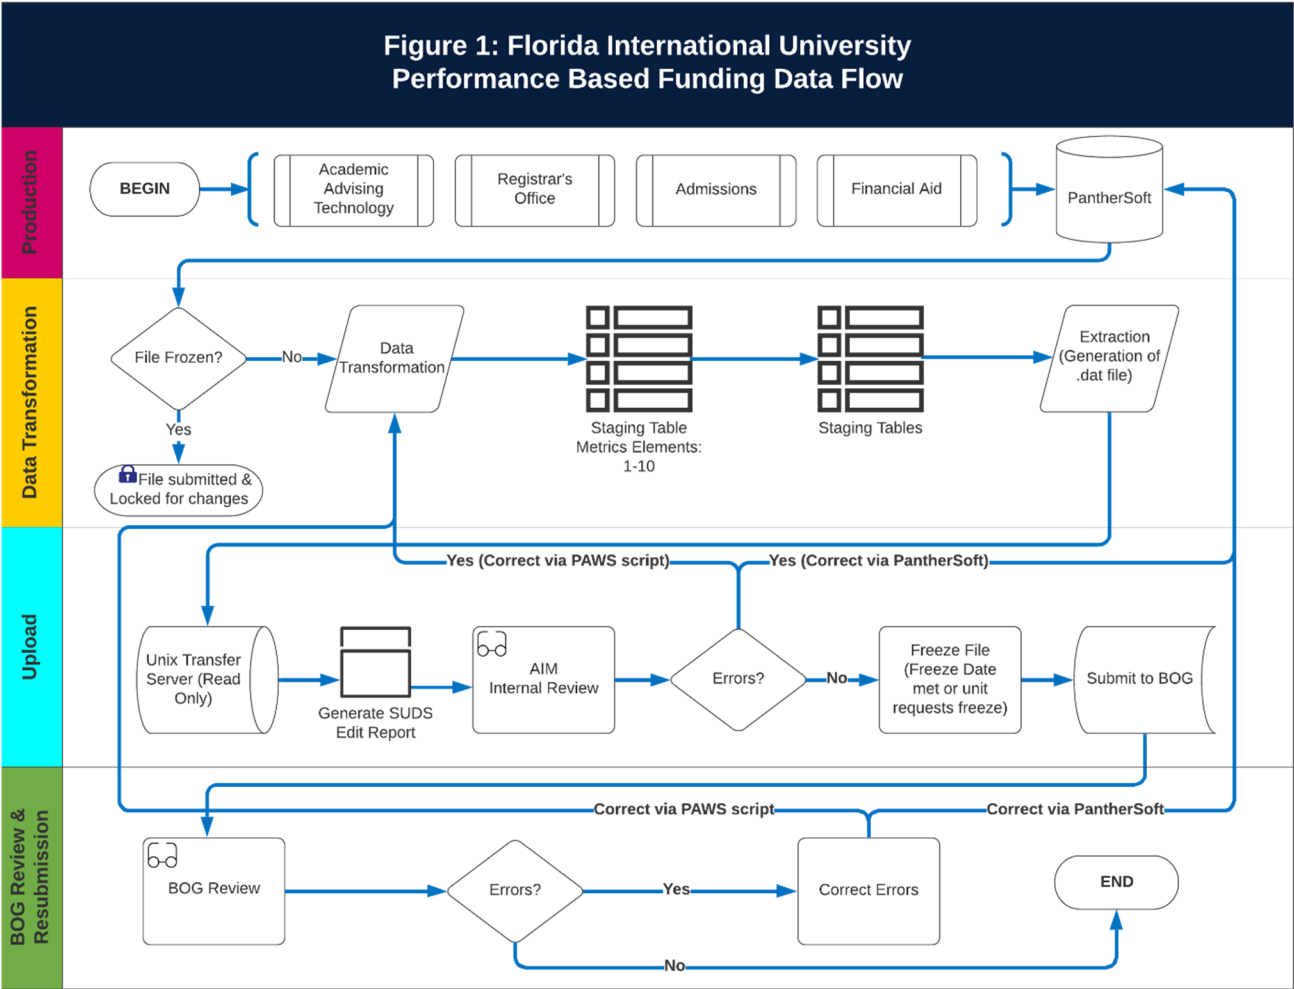 Figure 1: Florida International University
Performance Based Funding Data Flow
Production
BEGIN
Academic
Advising
Technology
Registrar's
Office
Admissions
Financial Aid
PantherSoft
Data Transformation
File Frozen?
No
Data
Transformation
Staging Table
Metrics Elements:
1-10
Staging Tables
Extraction
(Generation of
.dat file)
Yes
File submitted &
Locked for changes
Upload
Yes (Correct via PAWS script)
Yes (Correct via PantherSoft)
Unix Transfer
Server (Read
Only)
Generate SUDS
Edit Report
AIM
Internal Review
Errors?
No
Freeze File
(Freeze Date
met or unit
requests freeze)
Submit to BOG
BOG Review &
Resubmission
Correct via PAWS script
Correct via PantherSoft
BOG Review
Errors?
Yes
Correct Errors
END
No